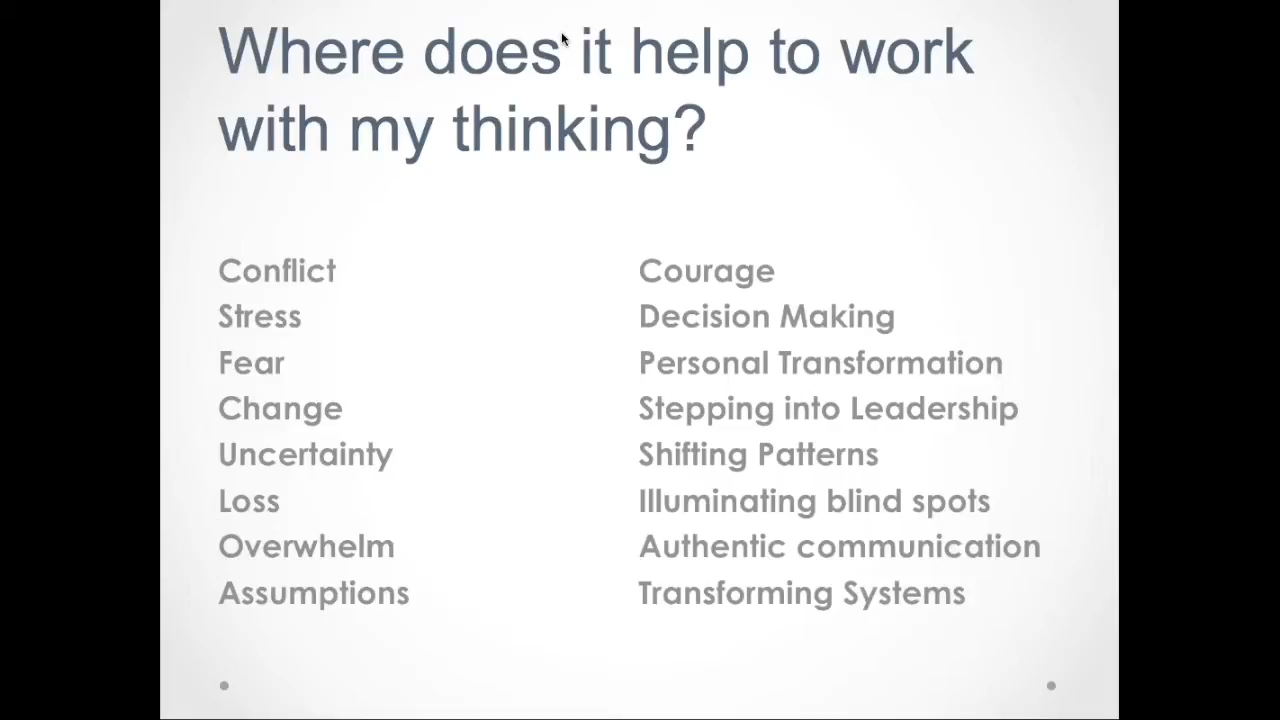 Where does it help to work
with my thinking?
Conflict
Stress
Fear
Change
Uncertainty
Loss
Overwhelm
Assumptions
Courage
Decision Making
Personal Transformation
Stepping into Leadership
Shifting Patterns
Illuminating blind spots
Authentic communication
Transforming Systems